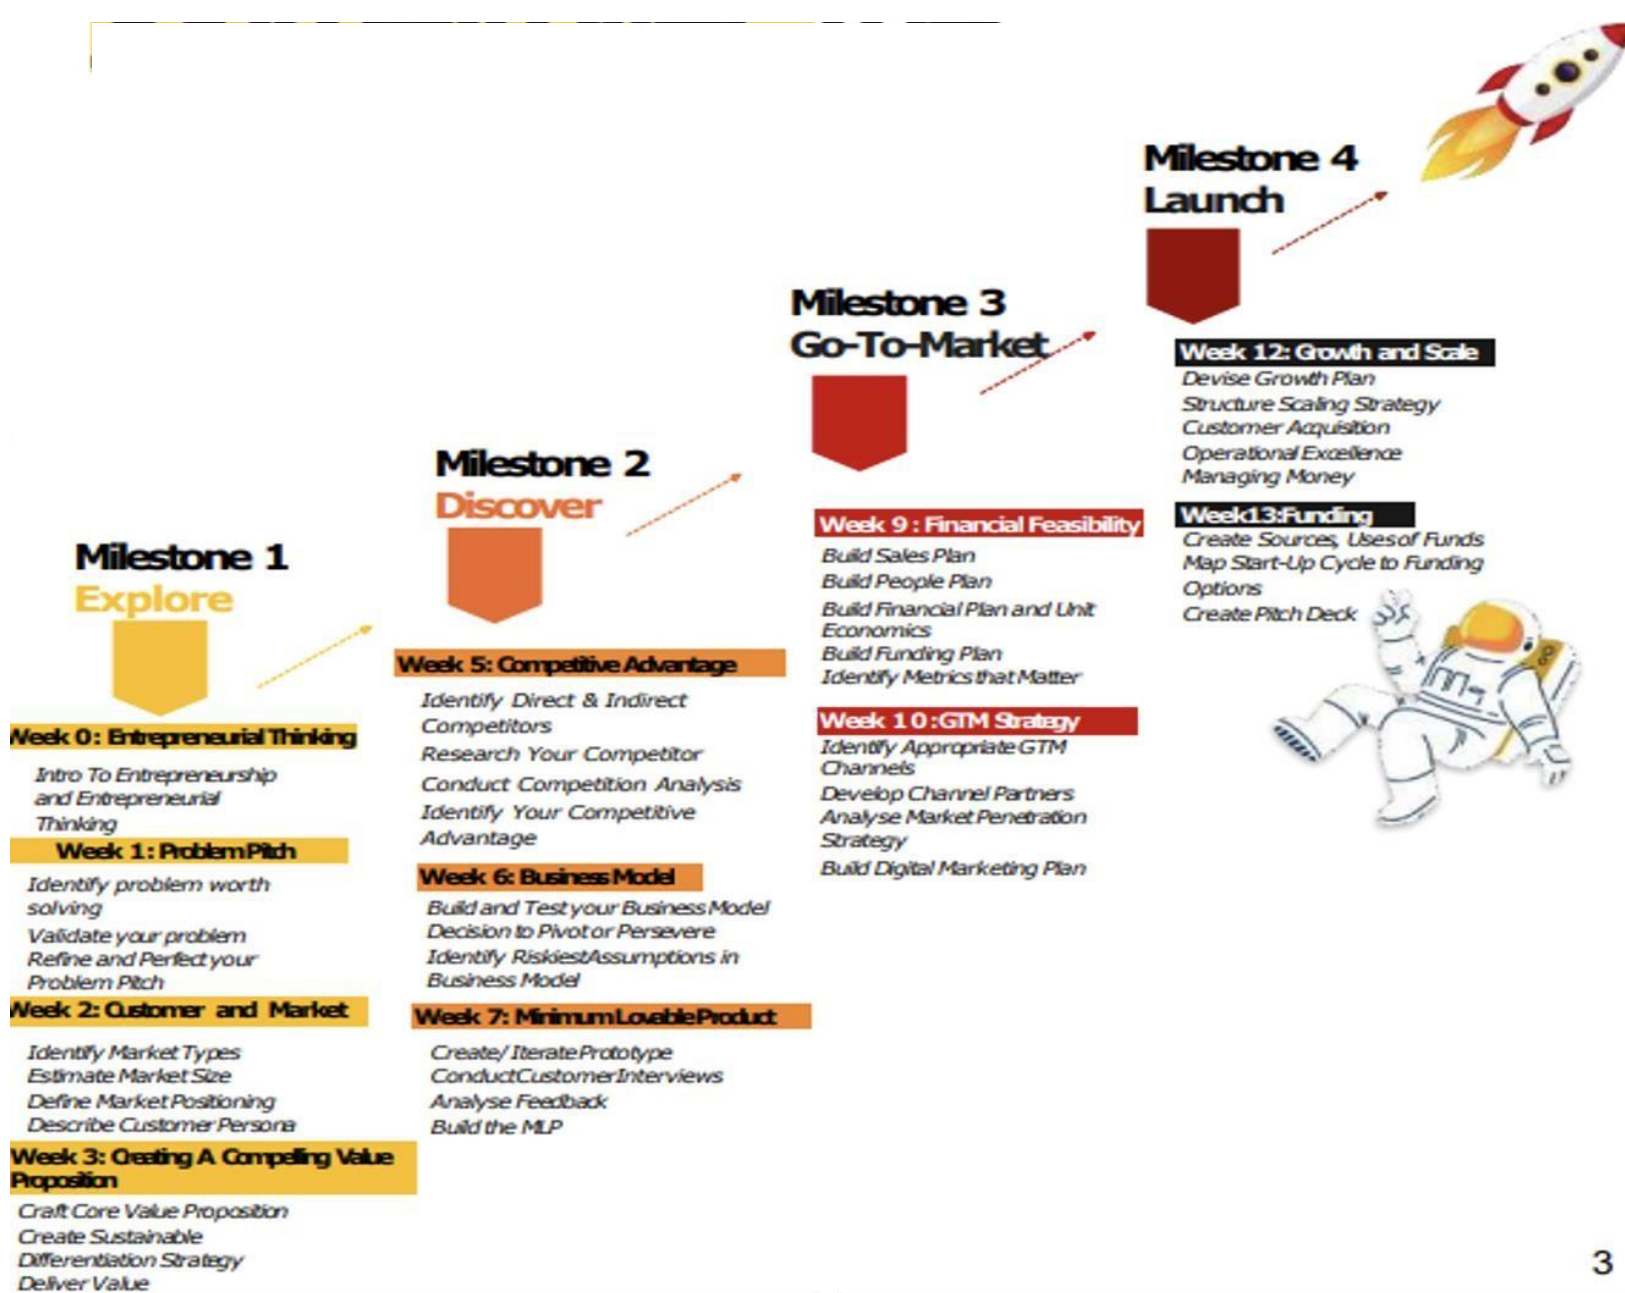 Milestone 1
Explore
Week 0: Entrepreneurial Thinking
Intro To Entrepreneurship
and Entrepreneurial
Thinking
Week 1: Problem Pitch
Identify problem worth
solving
Validate your problem
Refine and Perfect your
Problem Pitch
Week 2: Customer and Market
Identify Market Types
Estimate Market Size
Define Market Positioning
Describe Customer Persona
Week 3: Creating A Compelling Value
Proposition
Craft Core Value Proposition
Create Sustainable
Differentiation Strategy
Deliver Value
Milestone 2
Discover
Week 5: Competitive Advantage
Identify Direct & Indirect
Competitors
Research Your Competitor
Conduct Competition Analysis
Identify Your Competitive
Advantage
Week 6: Business Model
Build and Test your Business Model
Decision to Pivot or Persevere
Identify Riskiest Assumptions in
Business Model
Week 7: Minimum Lovable Product
Create/ Iterate Prototype
Conduct Customer Interviews
Analyse Feedback
Build the MLP
Milestone 3
Go-To-Market
Week 9: Financial Feasibility
Build Sales Plan
Build People Plan
Build Financial Plan and Unit
Economics
Build Funding Plan
Identify Metrics that Matter
Week 10:GTM Strategy
Identify Appropriate GTM
Channels
Develop Channel Partners
Analyse Market Penetration
Strategy
Build Digital Marketing Plan
Milestone 4
Launch
Week 12: Growth and Scale
Devise Growth Plan
Structure Scaling Strategy
Customer Acquisition
Operational Excellence
Managing Money
Week13:Funding
Create Sources, Uses of Funds
Map Start-Up Cycle to Funding
Options
Create Pitch Deck
3